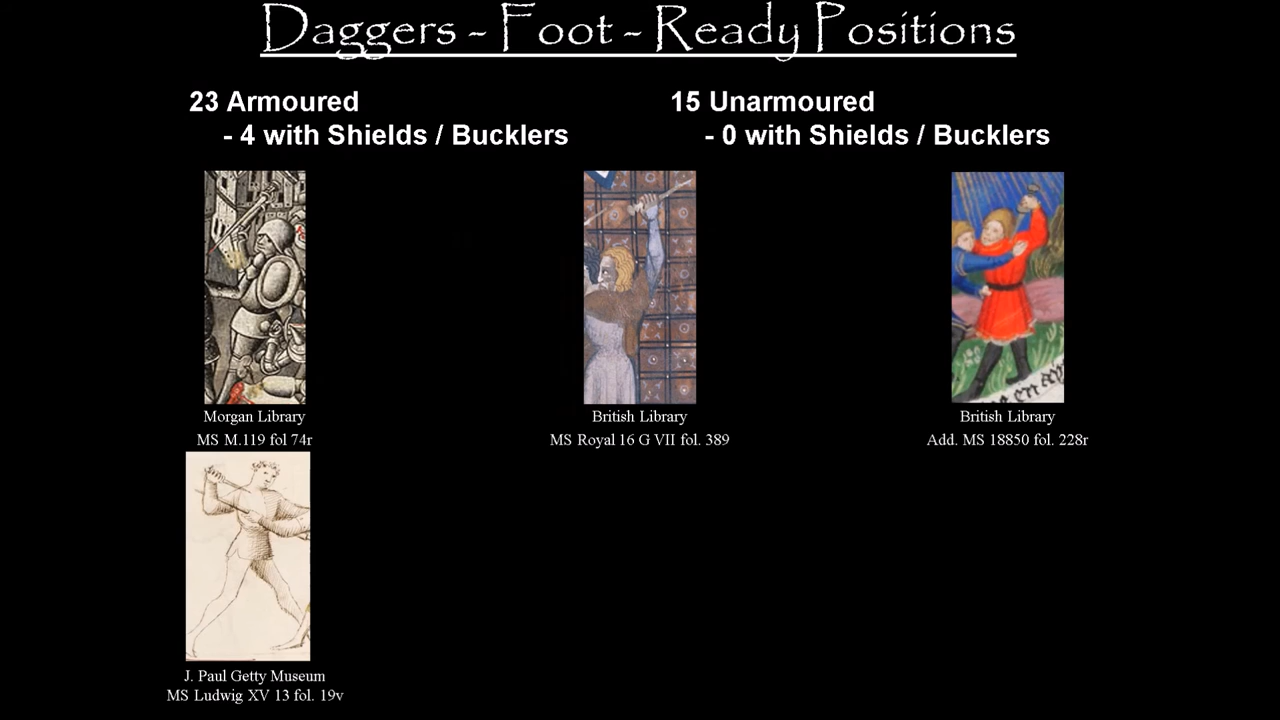 Daggers - Foot - Ready Positions
23 Armoured
- 4 with Shields / Bucklers
15 Unarmoured
- 0 with Shields / Bucklers
Morgan Library
MS M.119 fol 74r
British Library
MS Royal 16 G VII fol. 389
British Library
Add. MS 18850 fol. 228r
J. Paul Getty Museum
MS Ludwig XV 13 fol. 19v